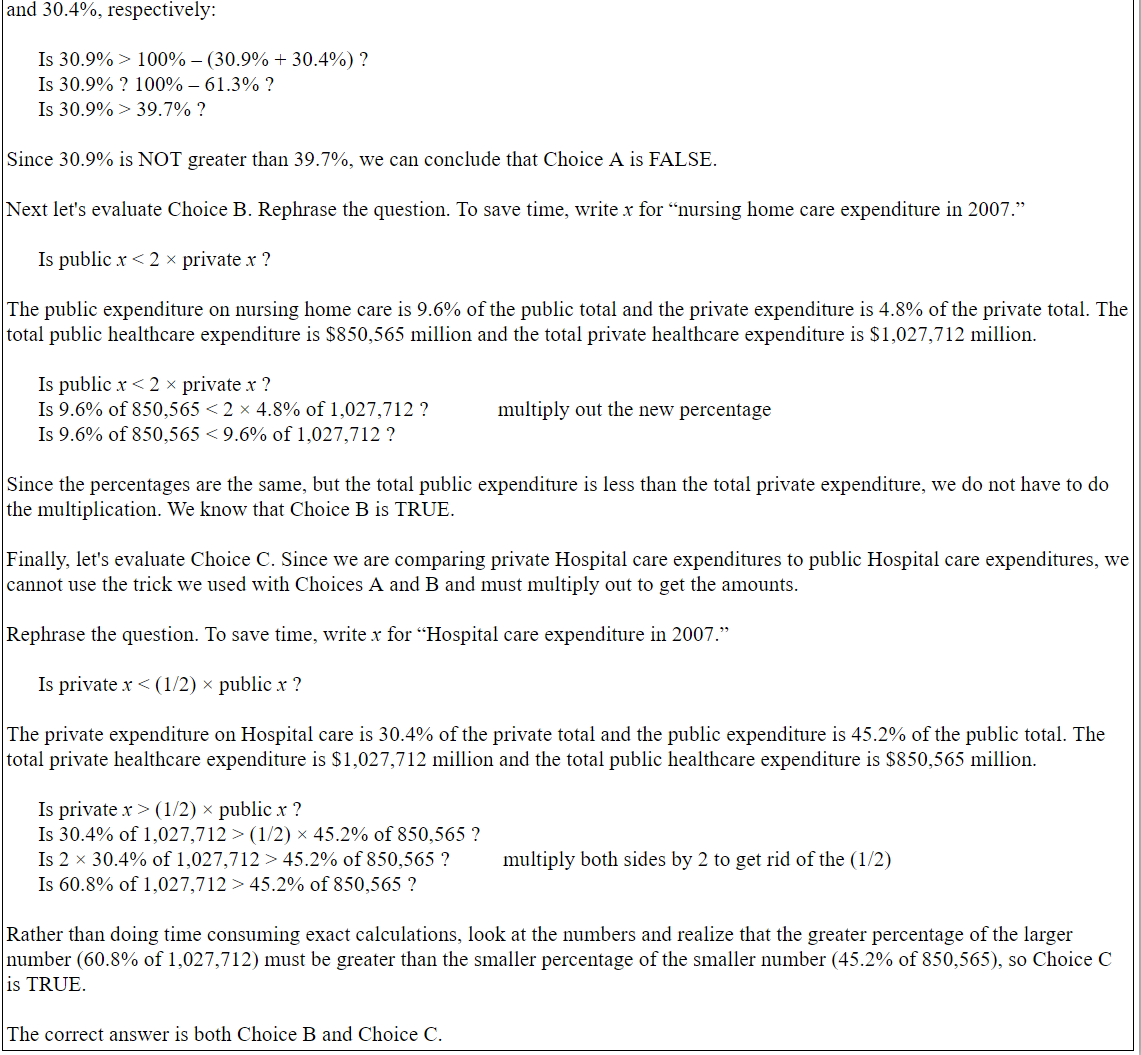 and 30.4%, respectively:
Is 30.9% > 100% – (30.9% + 30.4%) ?
Is 30.9% ? 100% – 61.3% ?
Is 30.9% > 39.7% ?
Since 30.9% is NOT greater than 39.7%, we can conclude that Choice A is FALSE.
Next let's evaluate Choice B. Rephrase the question. To save time, write x for “nursing home care expenditure in 2007.”
Is public x < 2 × private x ?
The public expenditure on nursing home care is 9.6% of the public total and the private expenditure is 4.8% of the private total. The
total public healthcare expenditure is $850,565 million and the total private healthcare expenditure is $1,027,712 million.
Is public x < 2 × private x ?
Is 9.6% of 850,565 < 2 × 4.8% of 1,027,712 ? multiply out the new percentage
Is 9.6% of 850,565 < 9.6% of 1,027,712 ?
Since the percentages are the same, but the total public expenditure is less than the total private expenditure, we do not have to do
the multiplication. We know that Choice B is TRUE.
Finally, let's evaluate Choice C. Since we are comparing private Hospital care expenditures to public Hospital care expenditures, we
cannot use the trick we used with Choices A and B and must multiply out to get the amounts.
Rephrase the question. To save time, write x for “Hospital care expenditure in 2007.”
Is private x < (1/2) × public x ?
The private expenditure on Hospital care is 30.4% of the private total and the public expenditure is 45.2% of the public total. The
total private healthcare expenditure is $1,027,712 million and the total public healthcare expenditure is $850,565 million.
Is private x > (1/2) × public x ?
Is 30.4% of 1,027,712 > (1/2) × 45.2% of 850,565 ?
Is 2 × 30.4% of 1,027,712 > 45.2% of 850,565 ? multiply both sides by 2 to get rid of the (1/2)
Is 60.8% of 1,027,712 > 45.2% of 850,565 ?
Rather than doing time consuming exact calculations, look at the numbers and realize that the greater percentage of the larger
number (60.8% of 1,027,712) must be greater than the smaller percentage of the smaller number (45.2% of 850,565), so Choice C
is TRUE.
The correct answer is both Choice B and Choice C.